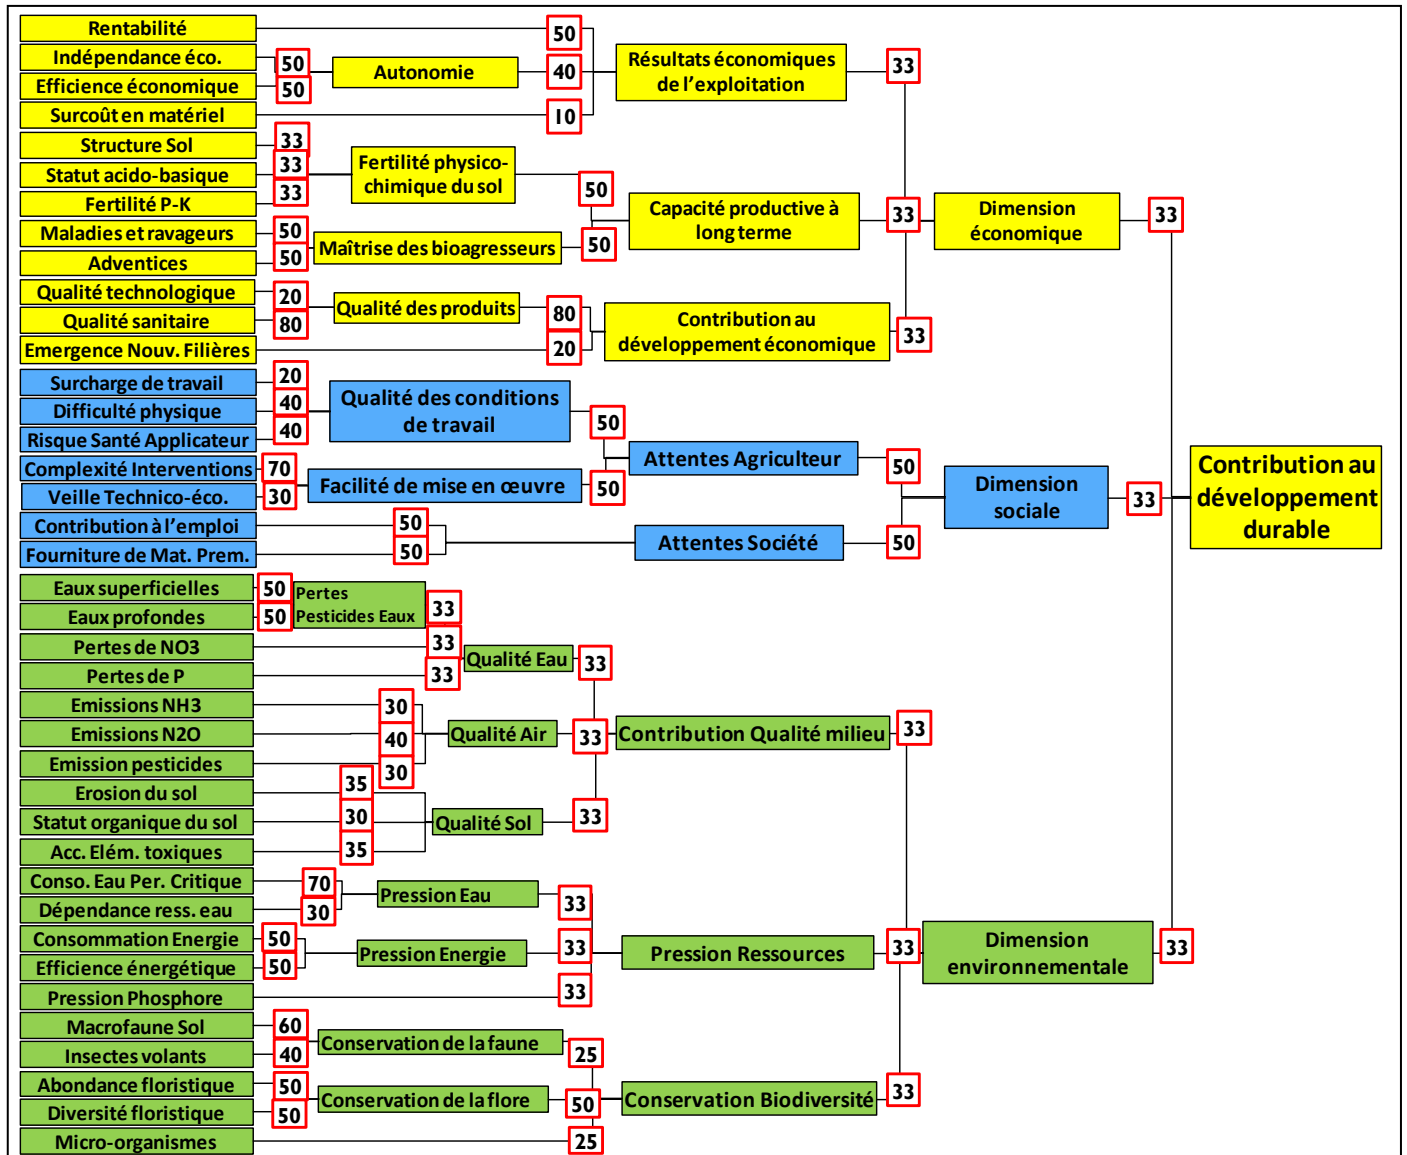 Rentabilité
50
Indépendance éco.
50
Efficience économique
50
Autonomie
40
Surcoût en matériel
10
Résultats économiques
de l'exploitation
33
Structure Sol
33
Statut acido-basique
33
Fertilité P-K
33
Fertilité physico-
chimique du sol
50
Maladies et ravageurs
50
Adventices
50
Maîtrise des bioagresseurs
50
Capacité productive à
long terme
33
Qualité technologique
20
Qualité sanitaire
80
Qualité des produits
80
Emergence Nouv. Filières
20
Contribution au
développement économique
33
Dimension
économique
33
Surcharge de travail
20
Difficulté physique
40
Risque Santé Applicateur
40
Qualité des conditions
de travail
50
Complexité Interventions
70
Veille Technico-éco.
30
Facilité de mise en œuvre
50
Attentes Agriculteur
50
Contribution à l'emploi
50
Fourniture de Mat. Prem.
50
Attentes Société
50
Dimension
sociale
33
Contribution au
développement
durable
Eaux superficielles
50
Eaux profondes
50
Pertes
Pesticides Eaux
33
Pertes de NO3
33
Pertes de P
33
Qualité Eau
33
Emissions NH3
30
Emissions N2O
40
Emission pesticides
30
Qualité Air
33
Erosion du sol
35
Statut organique du sol
30
Acc. Elém. toxiques
35
Qualité Sol
33
Contribution Qualité milieu
33
Conso. Eau Per. Critique
70
Dépendance ress. eau
30
Pression Eau
33
Consommation Energie
50
Efficience énergétique
50
Pression Energie
33
Pression Phosphore
33
Pression Ressources
33
Dimension
environnementale
33
Macrofaune Sol
60
Insectes volants
40
Conservation de la faune
25
Abondance floristique
50
Diversité floristique
50
Conservation de la flore
50
Micro-organismes
25
Conservation Biodiversité
33